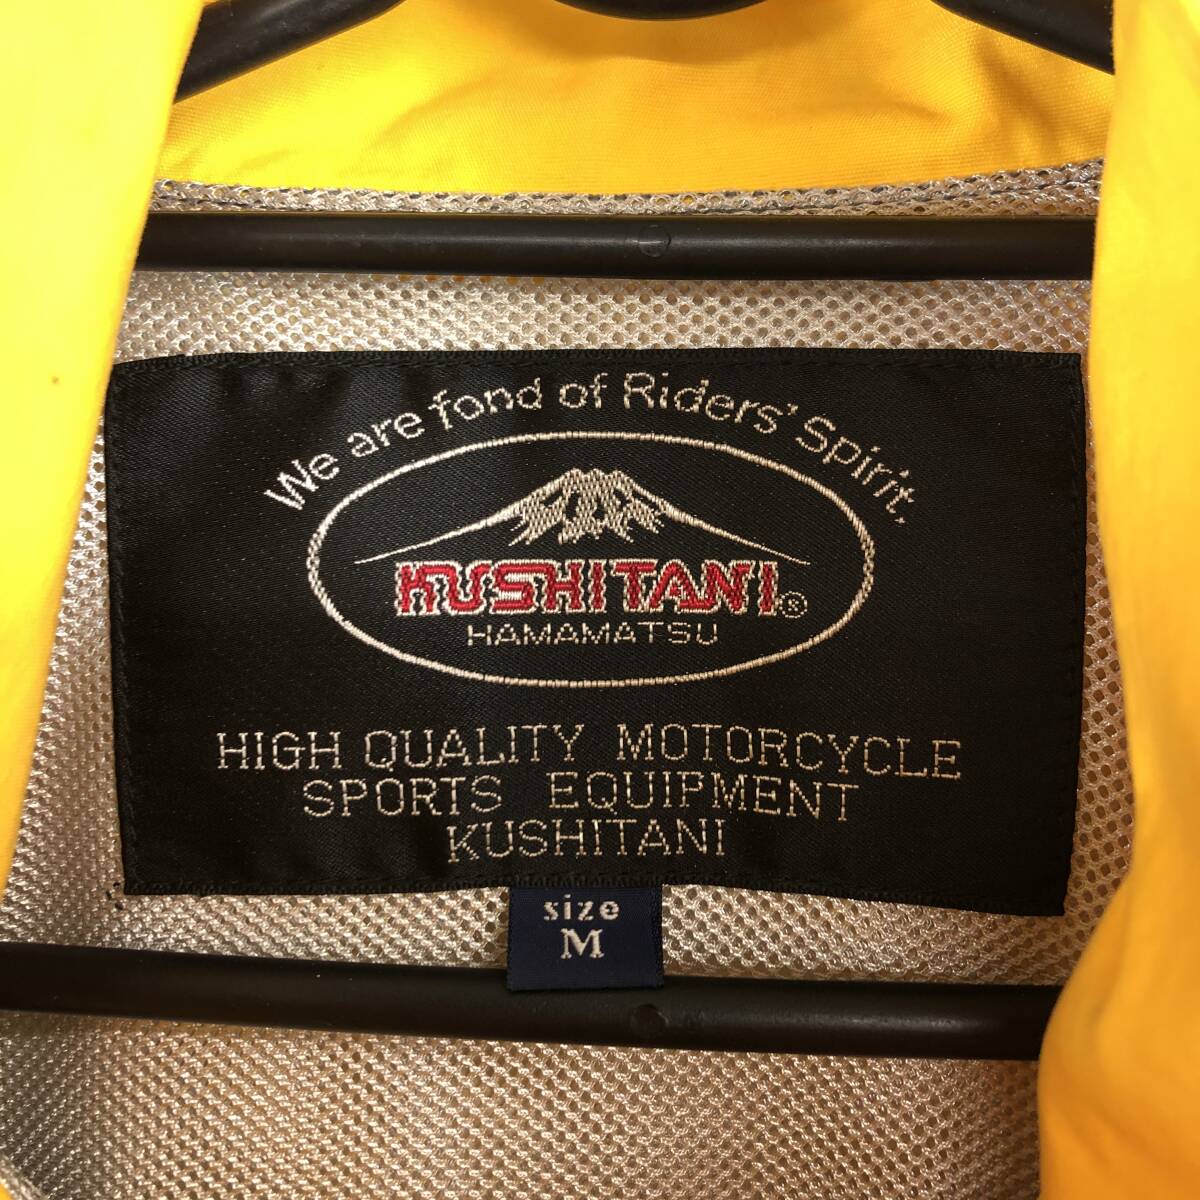 We are fond of Riders' Spirit.
KUSHITANI®
HAMAMATSU
HIGH QUALITY MOTORCYCLE
SPORTS EQUIPMENT
KUSHITANI
size
M